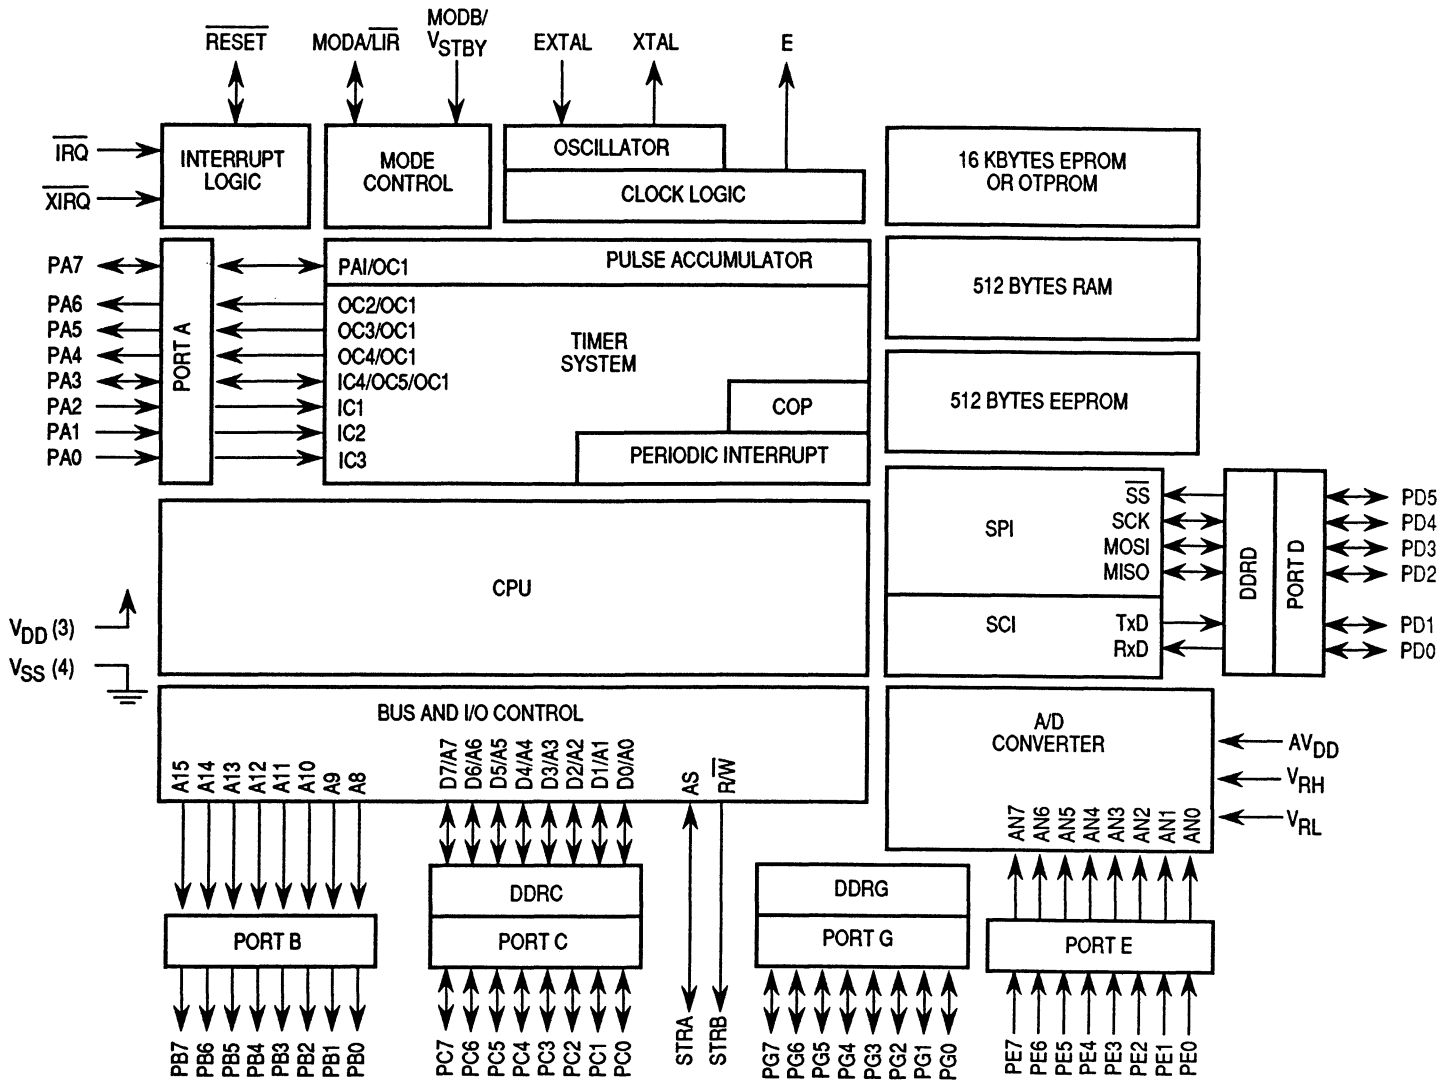 RESET
MODA/LIR
MODB/
VSTBY
EXTAL
XTAL
E
IRQ
XIRQ
INTERRUPT
LOGIC
MODE
CONTROL
OSCILLATOR
CLOCK LOGIC
16 KBYTES EPROM
OR OTPROM
PA7
PA6
PA5
PA4
PA3
PA2
PA1
PA0
PORT A
PAI/OC1
OC2/OC1
OC3/OC1
OC4/OC1
IC4/OC5/OC1
IC1
IC2
IC3
PULSE ACCUMULATOR
TIMER
SYSTEM
COP
PERIODIC INTERRUPT
512 BYTES RAM
512 BYTES EEPROM
CPU
VDD (3)
VSS (4)
SPI
SS
SCK
MOSI
MISO
SCI
TxD
RxD
DDRD
PORT D
PD5
PD4
PD3
PD2
PD1
PD0
BUS AND I/O CONTROL
A15
A14
A13
A12
A11
A10
A9
A8
D7/A7
D6/A6
D5/A5
D4/A4
D3/A3
D2/A2
D1/A1
D0/A0
AS
R/W
A/D
CONVERTER
AVDD
VRH
VRL
AN7
AN6
AN5
AN4
AN3
AN2
AN1
AN0
PORT B
DDRC
PORT C
DDRG
PORT G
PORT E
PB7
PB6
PB5
PB4
PB3
PB2
PB1
PB0
PC7
PC6
PC5
PC4
PC3
PC2
PC1
PC0
STRA
STRB
PG7
PG6
PG5
PG4
PG3
PG2
PG1
PG0
PE7
PE6
PE5
PE4
PE3
PE2
PE1
PE0